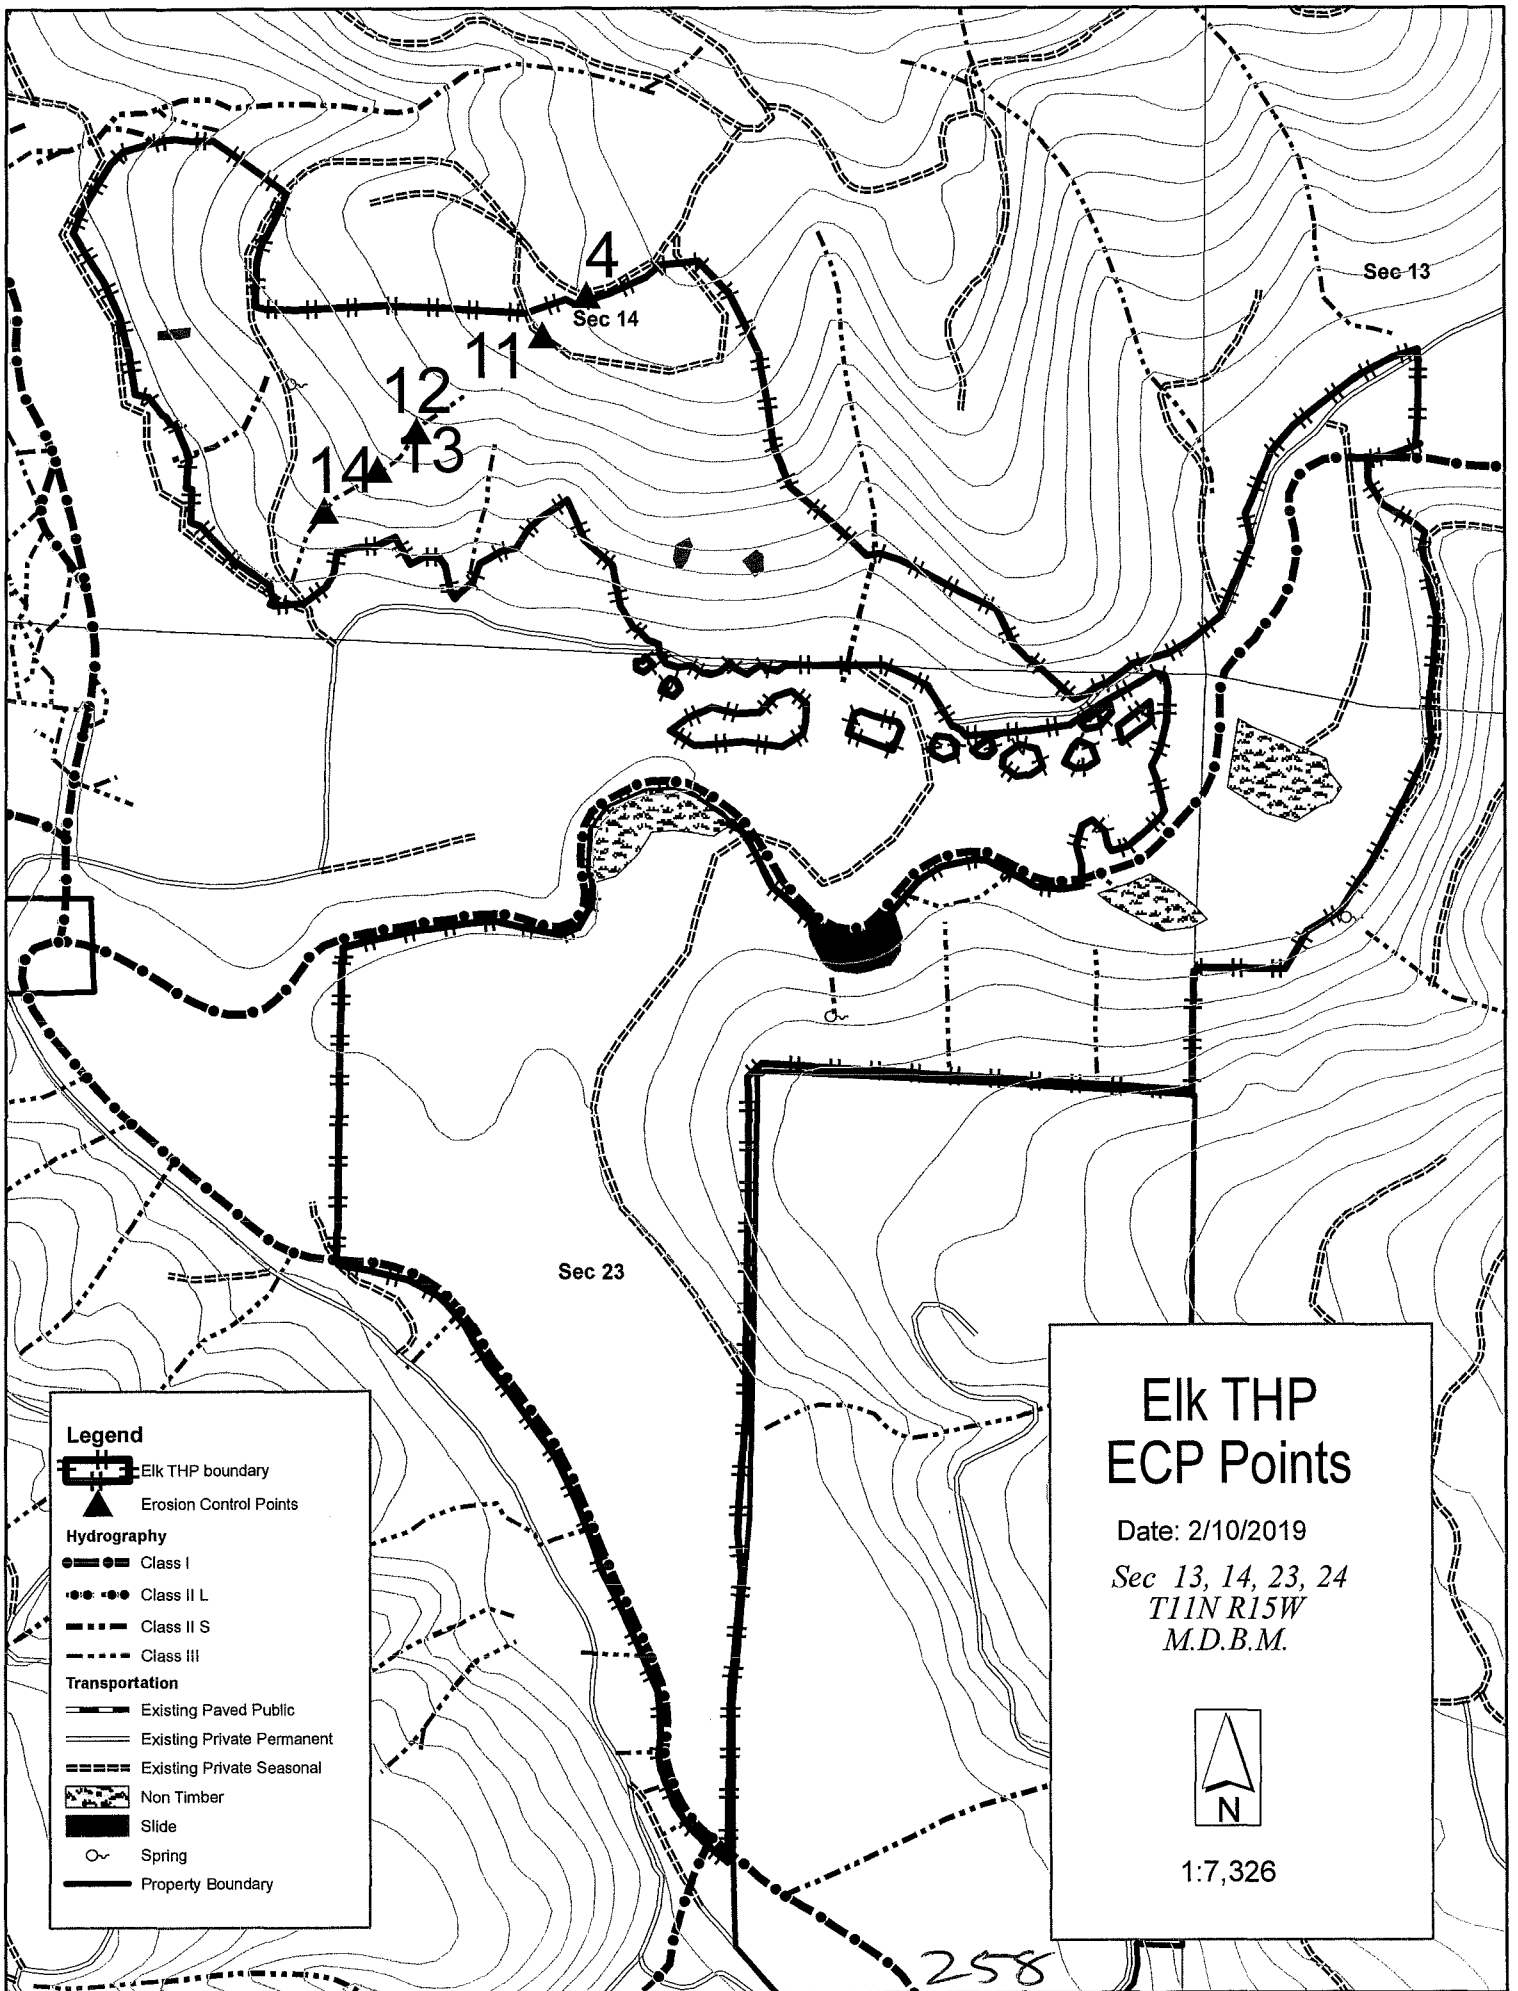 4
Sec 13
Sec 14
11
12
13
14
Sec 23
Legend
Elk THP boundary
Erosion Control Points
Hydrography
Class I
Class II L
Class II S
Class III
Transportation
Existing Paved Public
Existing Private Permanent
Existing Private Seasonal
Non Timber
Slide
Spring
Property Boundary
Elk THP
ECP Points
Date: 2/10/2019
Sec 13, 14, 23, 24
T11N R15W
M.D.B.M.
N
1:7,326
258